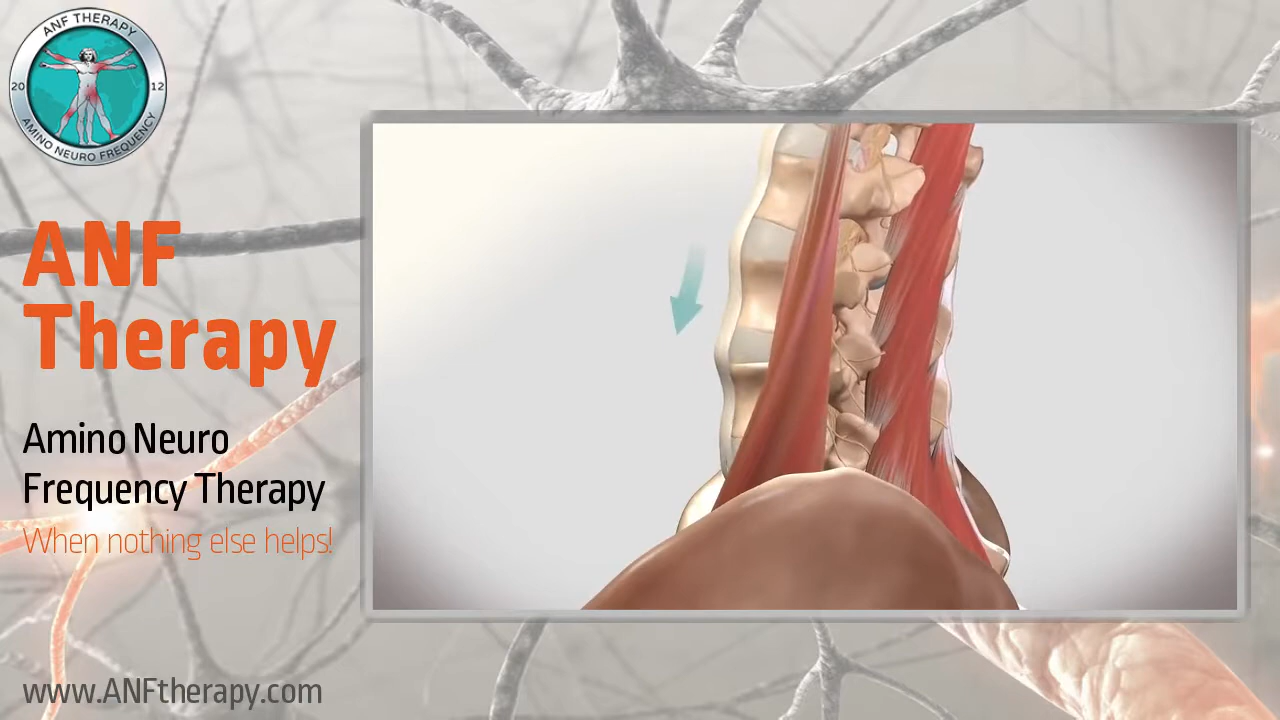 ANF THERAPY
20 12
AMINO NEURO FREQUENCY
ANF
Therapy
Amino Neuro
Frequency Therapy
When nothing else helps!
www.ANFtherapy.com